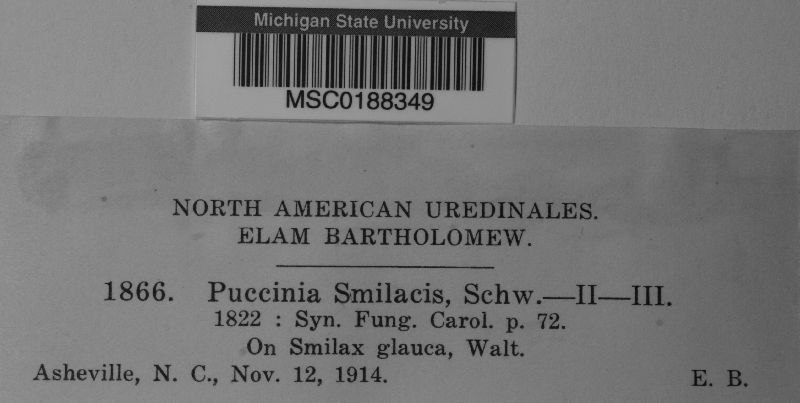 Michigan State University
MSC0188349
NORTH AMERICAN UREDINALES.
ELAM BARTHOLOMEW.
1866. Puccinia Smilacis, Schw.—II—III.
1822 : Syn. Fung. Carol. p. 72.
On Smilax glauca, Walt.
Asheville, N. C., Nov. 12, 1914. E. B.